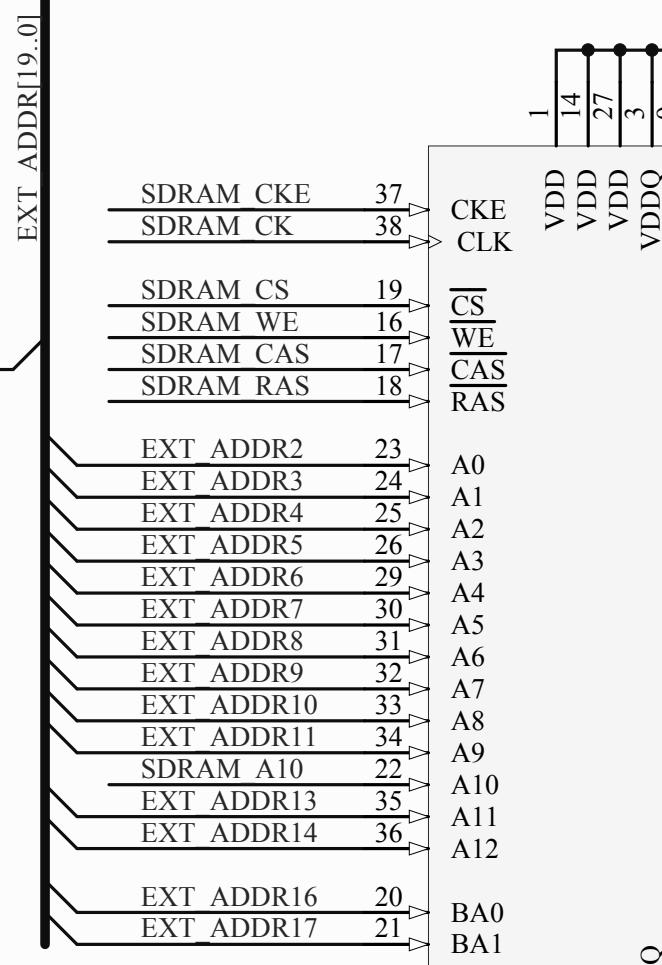 EXT_ADDR[19..0]
1
14
27
3
VDD
VDD
VDD
VDDQ
SDRAM_CKE 37 CKE
SDRAM_CK 38 CLK
SDRAM_CS 19 CS
SDRAM_WE 16 WE
SDRAM_CAS 17 CAS
SDRAM_RAS 18 RAS
EXT_ADDR2 23 A0
EXT_ADDR3 24 A1
EXT_ADDR4 25 A2
EXT_ADDR5 26 A3
EXT_ADDR6 29 A4
EXT_ADDR7 30 A5
EXT_ADDR8 31 A6
EXT_ADDR9 32 A7
EXT_ADDR10 33 A8
EXT_ADDR11 34 A9
SDRAM_A10 22 A10
EXT_ADDR13 35 A11
EXT_ADDR14 36 A12
EXT_ADDR16 20 BA0
EXT_ADDR17 21 BA1